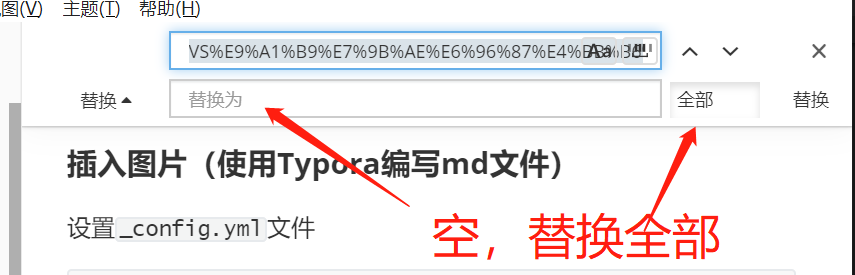 图(V) 主题(T) 帮助(H)
VS%E9%A1%B9%E7%9B%AE%E6%96%87%E4%BB% Aa
替换 替换为 全部 替换
插入图片（使用Typora编写md文件）
设置_config.yml文件
空，替换全部